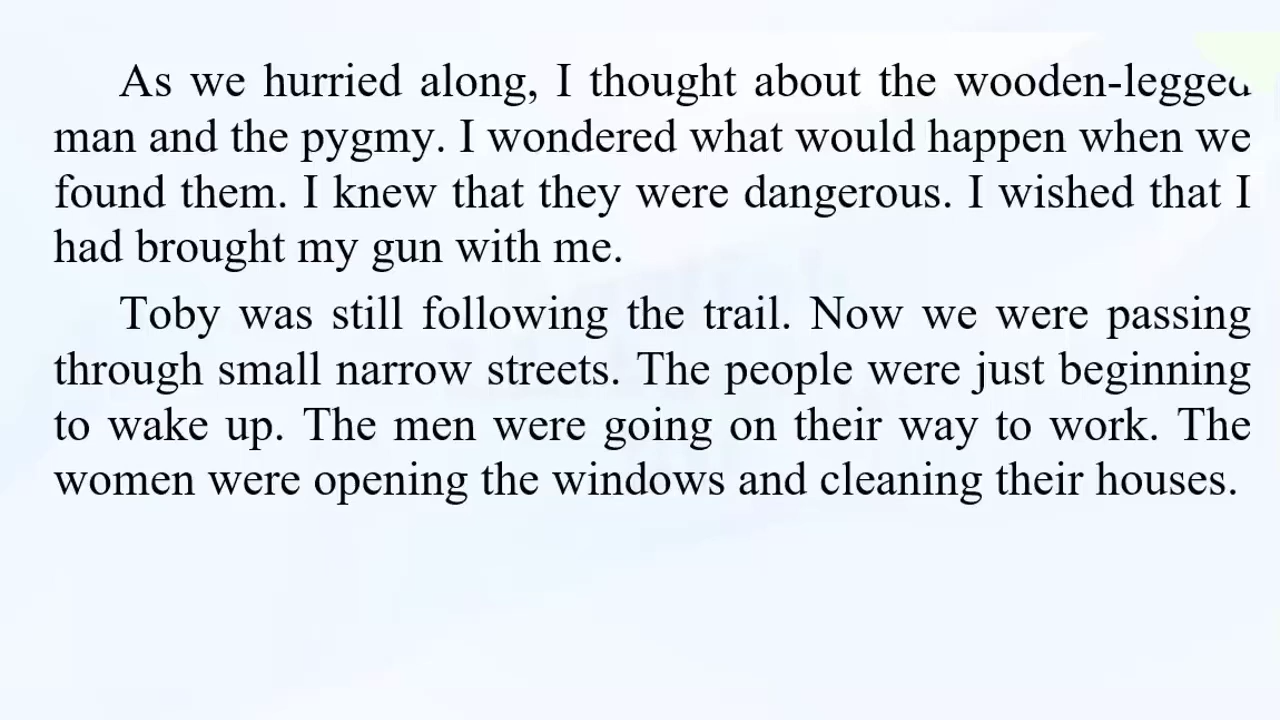 As we hurried along, I thought about the wooden-legged
man and the pygmy. I wondered what would happen when we
found them. I knew that they were dangerous. I wished that I
had brought my gun with me.
Toby was still following the trail. Now we were passing
through small narrow streets. The people were just beginning
to wake up. The men were going on their way to work. The
women were opening the windows and cleaning their houses.